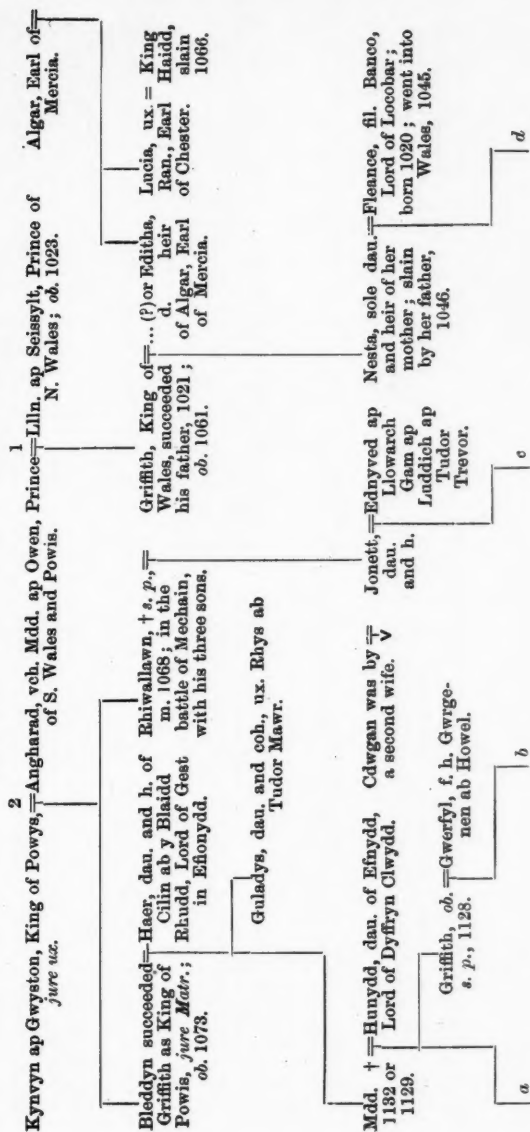 2
1
Kynvyn ap Gwyston, King of Powys,
jure ux.
Angharad, vch. Mdd. ap Owen, Prince
of S. Wales and Powis.
Llln. ap Seissylt, Prince of
N. Wales; ob. 1023.
Algar, Earl of
Mercia.
Bleddyn succeeded
Griffith as King of
Powis, jure Matr.;
ob. 1073.
Haer, dau. and h. of
Cilin ab y Blaidd
Rhudd, Lord of Gest
in Efionydd.
Rhiwallawn, † s. p.,
m. 1068; in the
battle of Mechain,
with his three sons.
Griffith, King of
Wales, succeeded
his father, 1021;
ob. 1061.
... (?) or Editha,
d. heir
of Algar, Earl
of Mercia.
Lucia, ux. = King
Ran., Earl Haidd,
of Chester. slain
1066.
Guladys, dau. and coh., ux. Rhys ab
Tudor Mawr.
Mdd. †
1132 or
1129.
Hunydd, dau. of Efnydd,
Lord of Dyffryn Clwydd.
Cdwgan was by
a second wife.
V
Jonett,
dau.
and h.
Ednyved ap
Llowarch
Gam ap
Luddich ap
Tudor
Trevor.
Nesta, sole dau.
and heir of her
mother; slain
by her father,
1046.
Fleance, fil. Banco,
Lord of Locobar;
born 1020; went into
Wales, 1045.
Griffith, ob.
s. p., 1128.
Gwerfyl, f. h. Gwrge-
nen ab Howel.
a
b
c
d